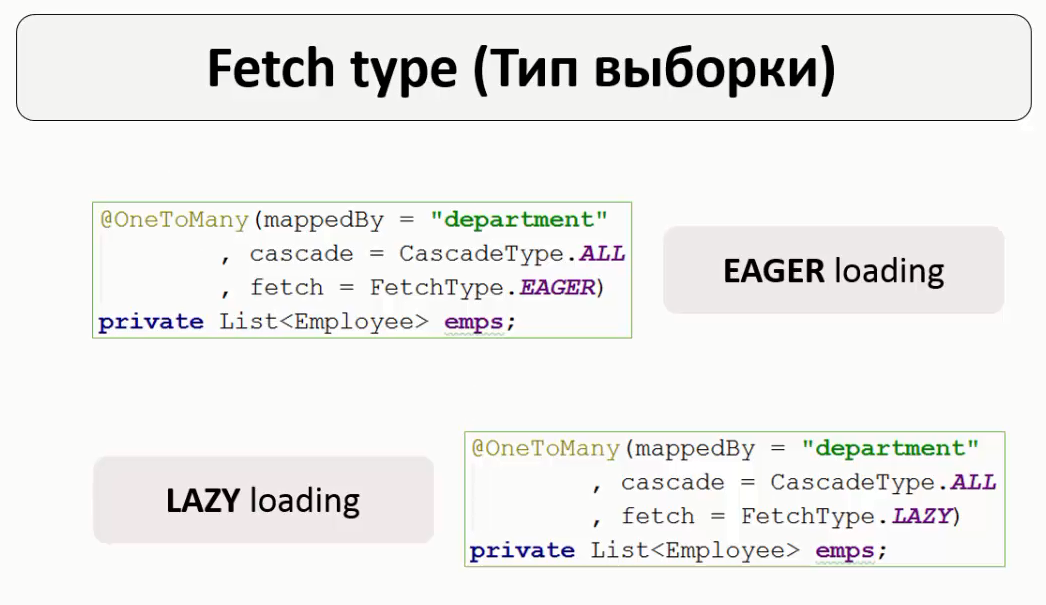 Fetch type (Тип выборки)
@OneToMany(mappedBy = "department"
, cascade = CascadeType.ALL
, fetch = FetchType.EAGER)
private List<Employee> emps;
EAGER loading
LAZY loading
@OneToMany(mappedBy = "department"
, cascade = CascadeType.ALL
, fetch = FetchType.LAZY)
private List<Employee> emps;